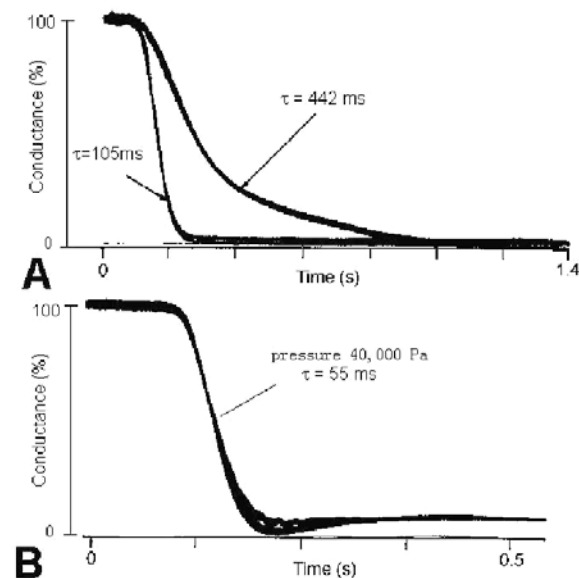 100
Conductance (%)
τ = 442 ms
τ=105ms
0
A
0
Time (s)
1.4
100
Conductance (%)
pressure 40,000 Pa
τ = 55 ms
0
B
0
Time (s)
0.5